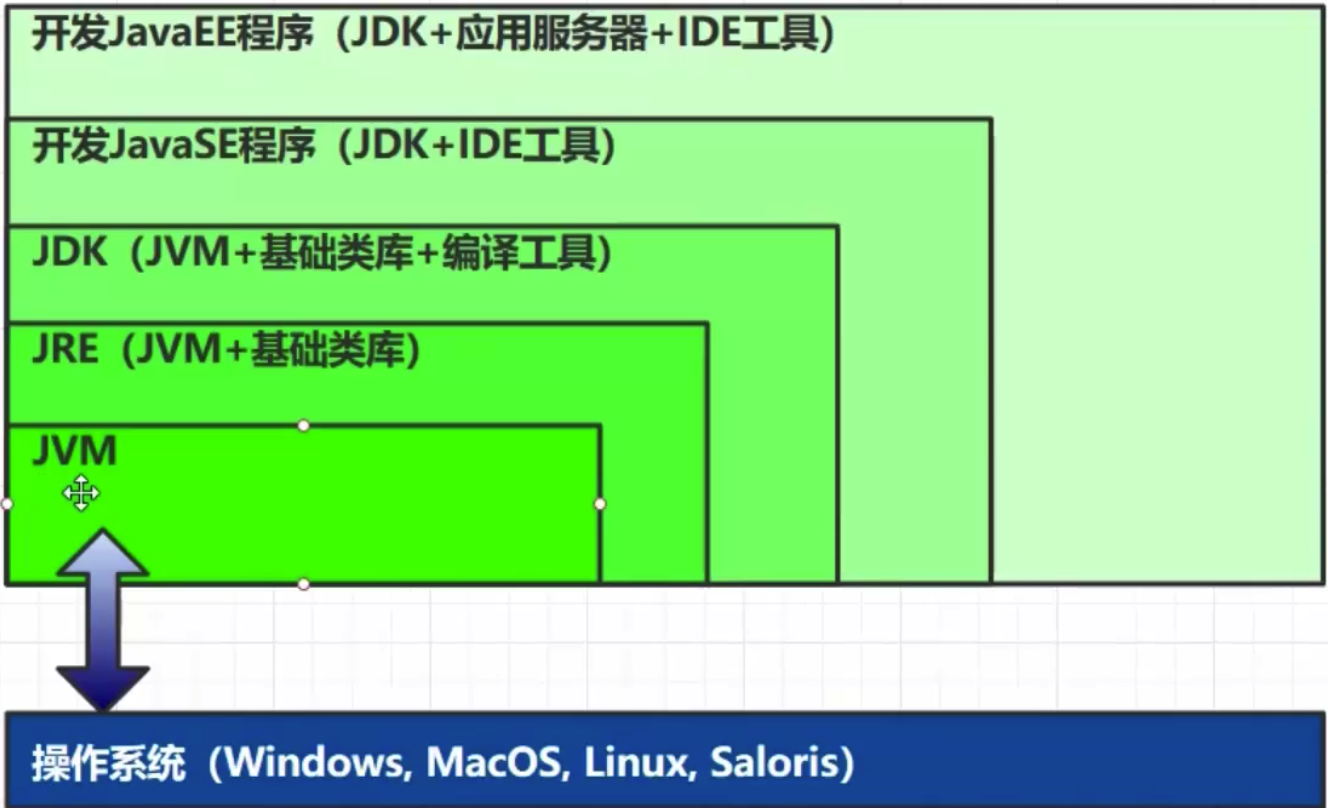 开发JavaEE程序（JDK+应用服务器+IDE工具）
开发JavaSE程序（JDK+IDE工具）
JDK（JVM+基础类库+编译工具）
JRE（JVM+基础类库）
JVM
操作系统（Windows, MacOS, Linux, Saloris）